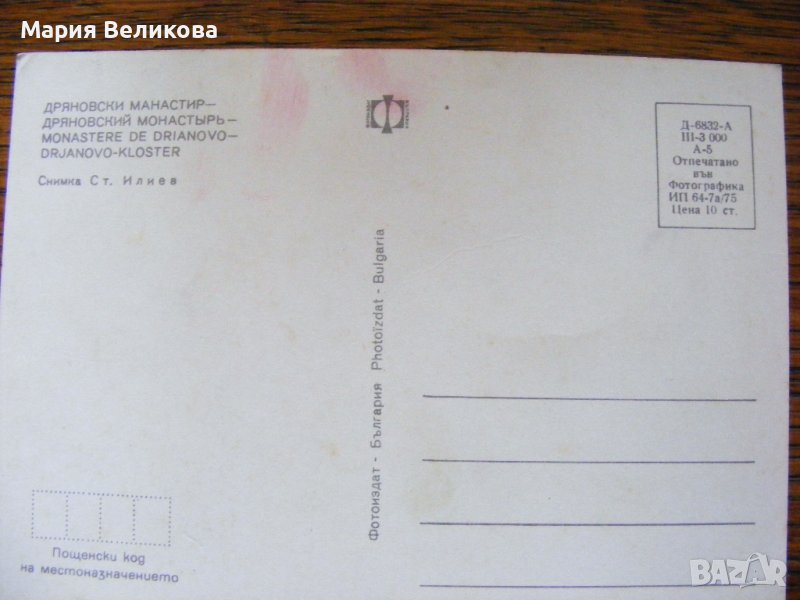 Мария Великова
ДРЯНОВСКИ МАНАСТИР—
ДРЯНОВСКИЙ МОНАСТЫРЬ—
MONASTERE DE DRIANOVO—
DRJANOVO-KLOSTER
Снимка Ст. Илиев
Д-6832-А
III-3 000
А-5
Отпечатано
във
Фотографика
ИП 64-7а/75
Цена 10 ст.
Фотоиздат - България Photoizdat - Bulgaria
Пощенски код
на местоназначението
BAZAR